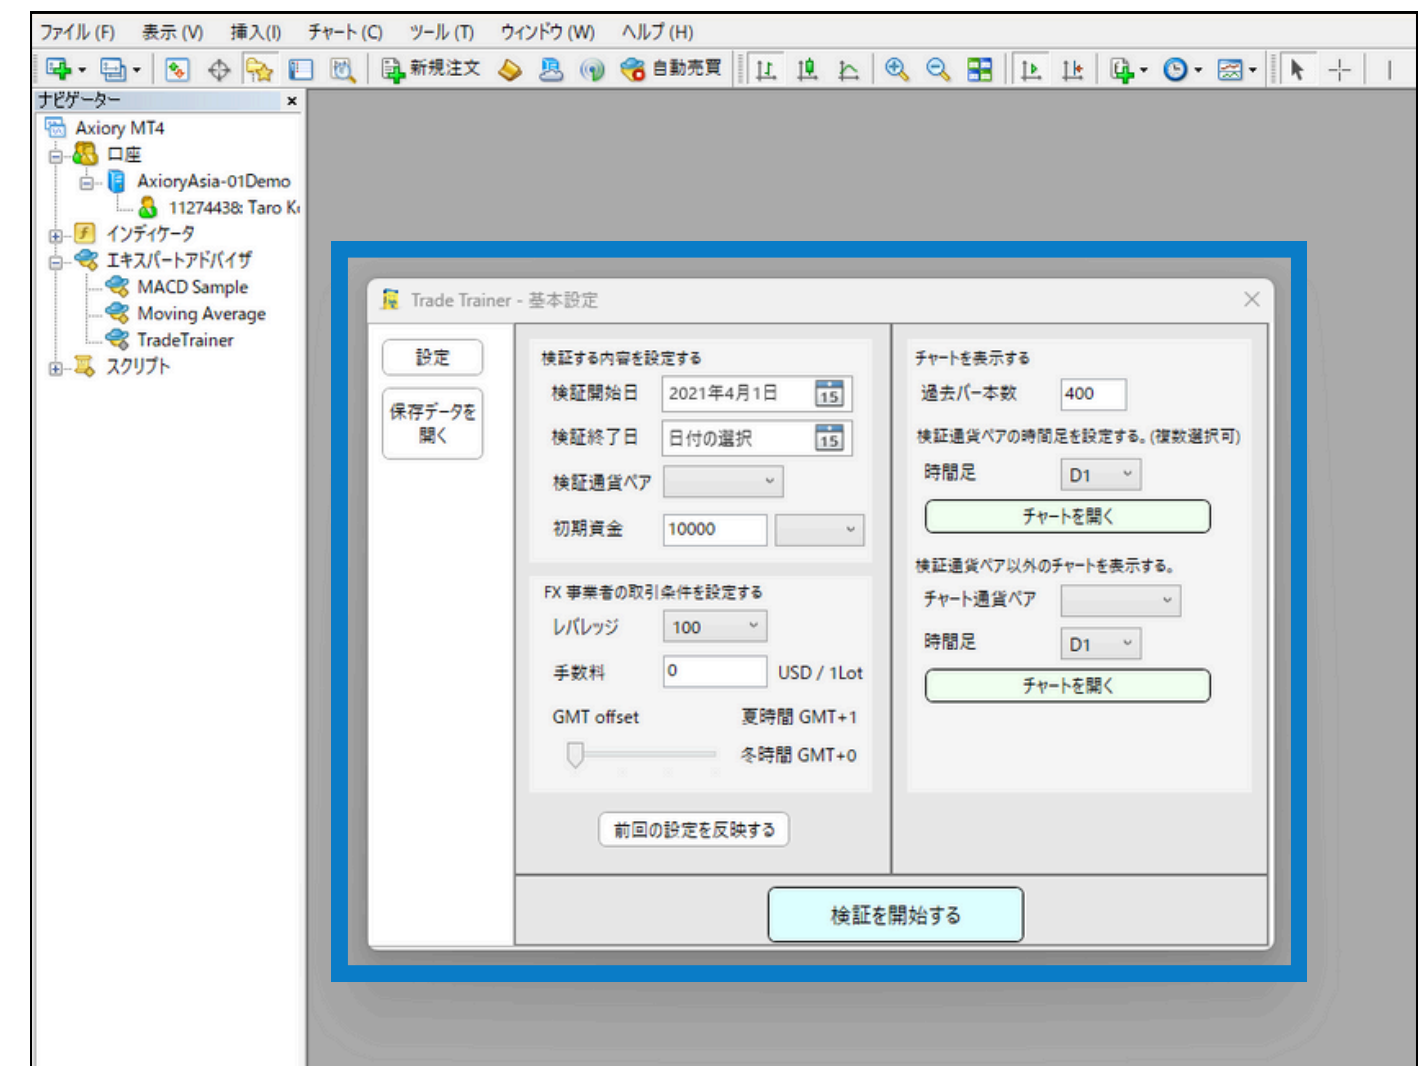 ファイル (F) 表示 (V) 挿入(I) チャート (C) ツール (T) ウィンドウ (W) ヘルプ (H)
新規注文 自動売買
ナビゲーター
Axiory MT4
口座
AxioryAsia-01Demo
11274438: Taro
インディケータ
エキスパートアドバイザ
MACD Sample
Moving Average
TradeTrainer
スクリプト
Trade Trainer - 基本設定
設定
保存データを
開く
検証する内容を設定する
検証開始日 2021年4月1日 15
検証終了日 日付の選択 15
検証通貨ペア
初期資金 10000
FX 事業者の取引条件を設定する
レバレッジ 100
手数料 0 USD / 1Lot
GMT offset 夏時間 GMT+1
冬時間 GMT+0
前回の設定を反映する
チャートを表示する
過去バー本数 400
検証通貨ペアの時間足を設定する。(複数選択可)
時間足 D1
チャートを開く
検証通貨ペア以外のチャートを表示する。
チャート通貨ペア
時間足 D1
チャートを開く
検証を開始する